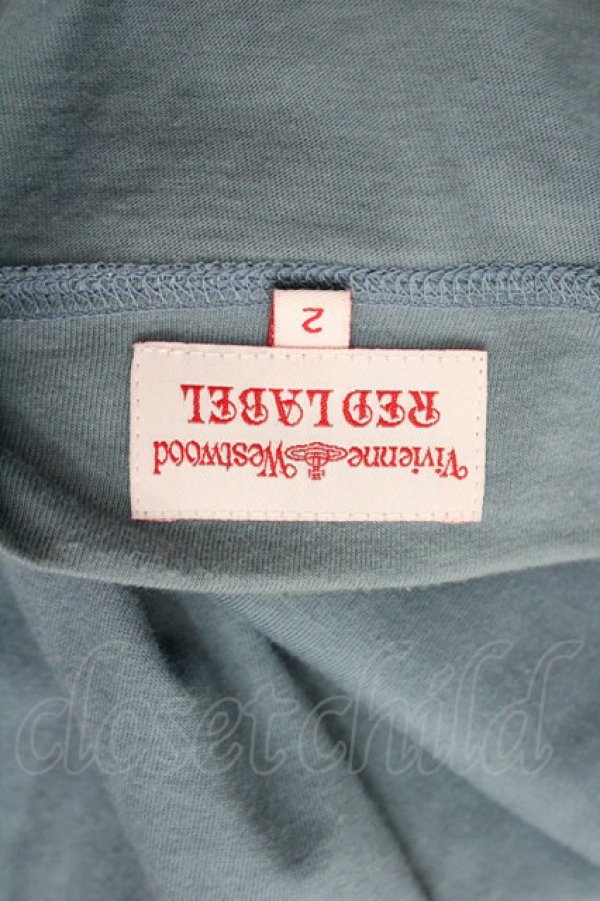 Vivienne Westwood
RED LABEL
2
closetchild